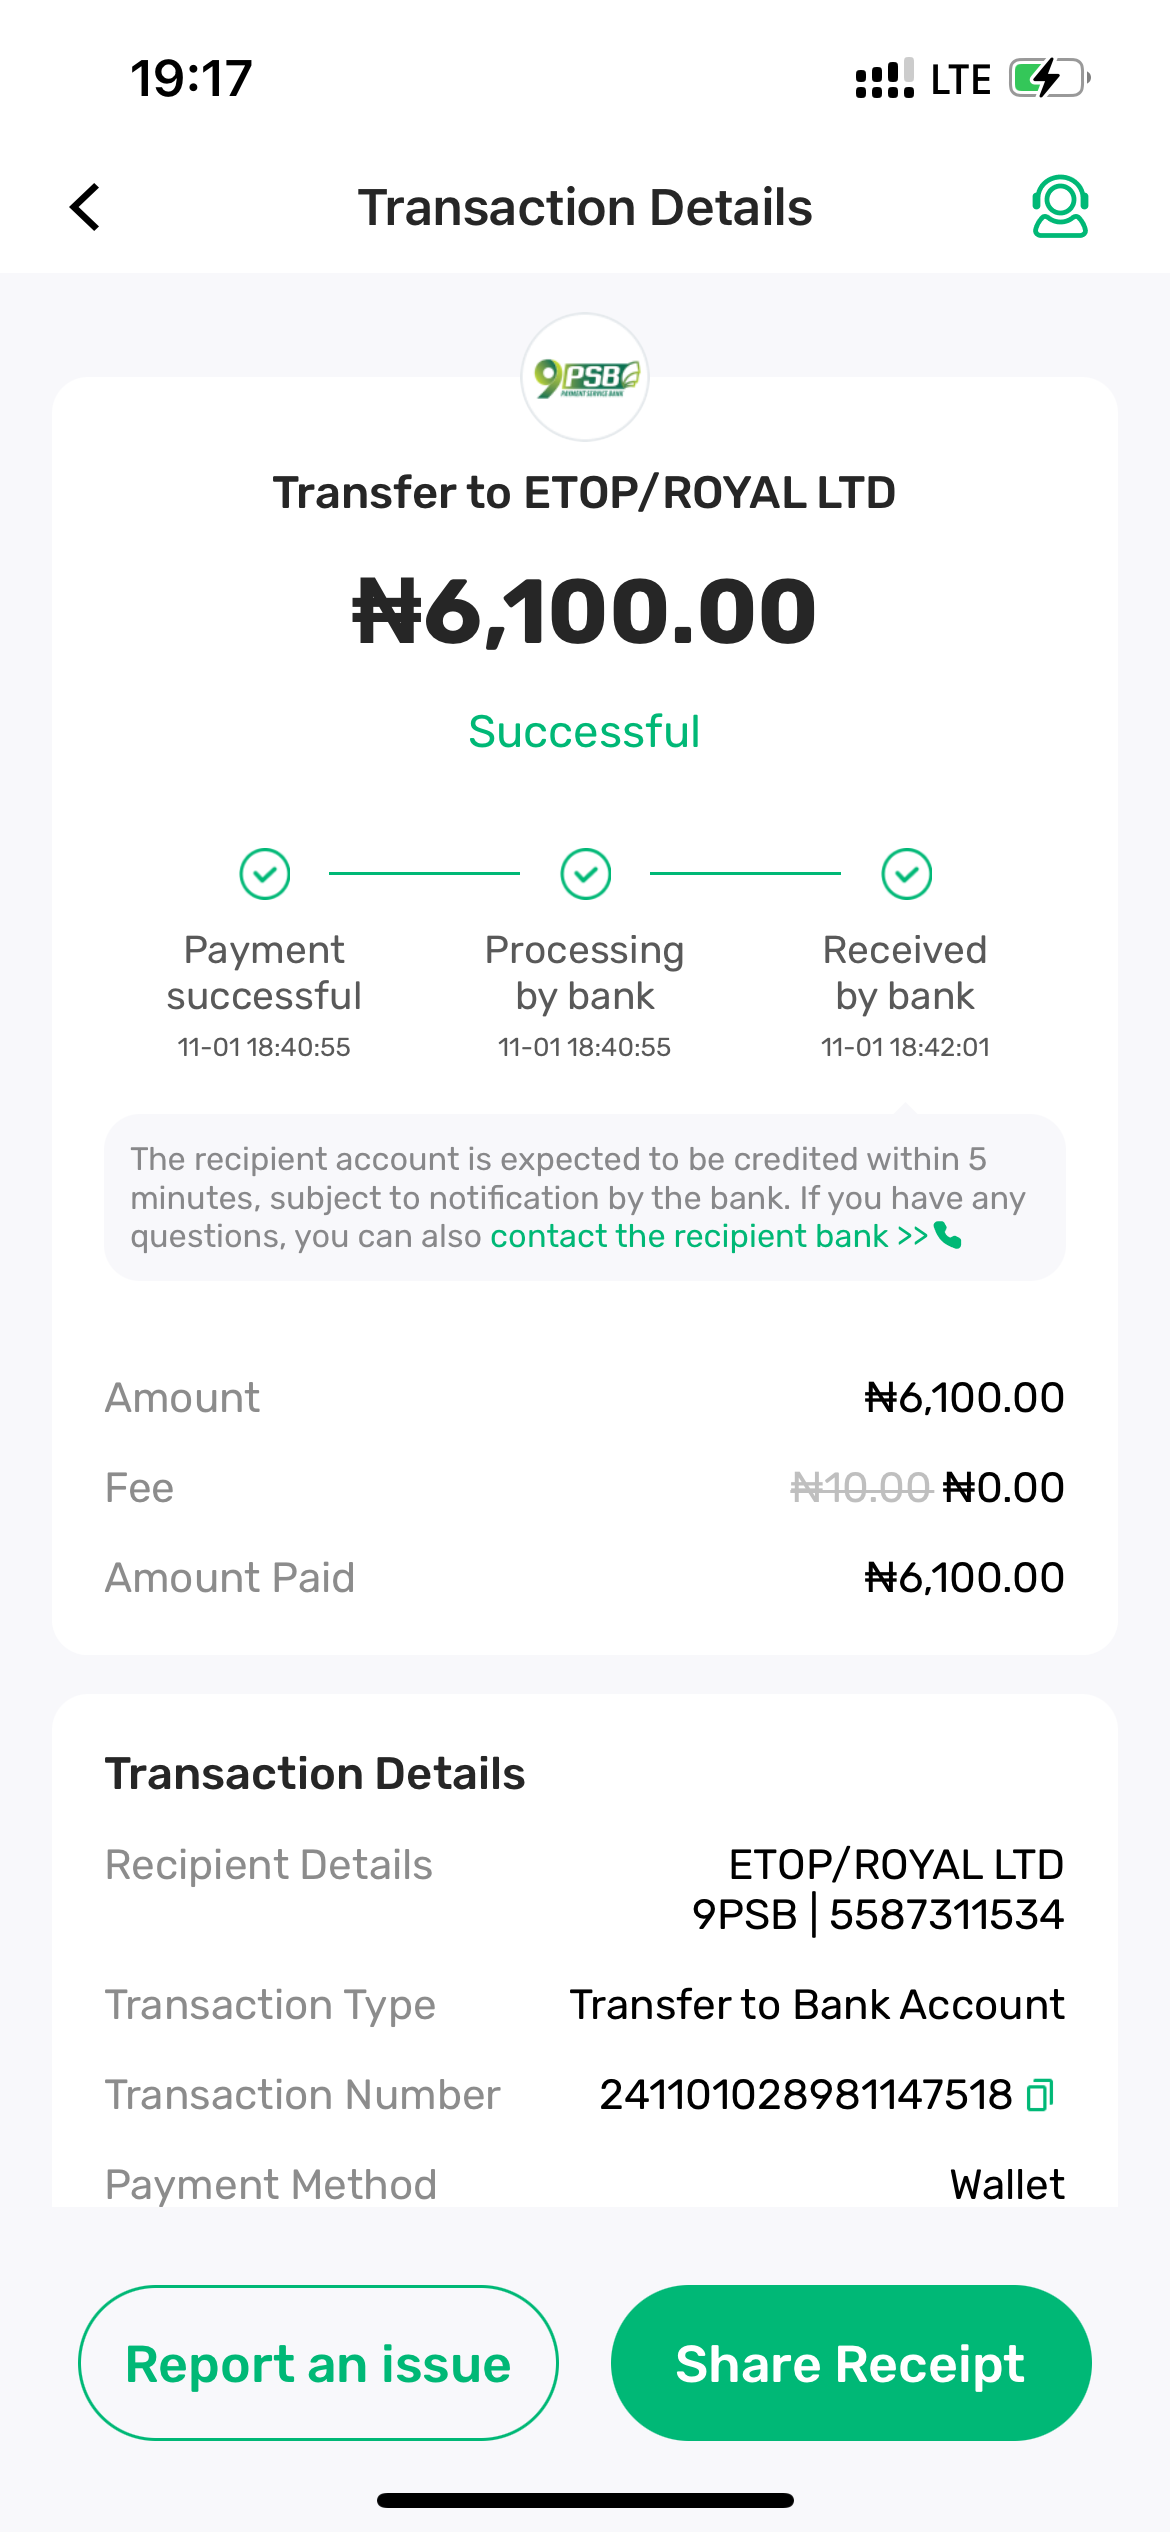 19:17
LTE
Transaction Details
9PSB
PAYMENT SERVICE BANK
Transfer to ETOP/ROYAL LTD
₦6,100.00
Successful
Payment successful
Processing by bank
Received by bank
11-01 18:40:55
11-01 18:40:55
11-01 18:42:01
The recipient account is expected to be credited within 5
minutes, subject to notification by the bank. If you have any
questions, you can also contact the recipient bank >>
Amount ₦6,100.00
Fee ₦10.00 ₦0.00
Amount Paid ₦6,100.00
Transaction Details
Recipient Details ETOP/ROYAL LTD
9PSB | 5587311534
Transaction Type Transfer to Bank Account
Transaction Number 241101028981147518
Payment Method Wallet
Report an issue
Share Receipt